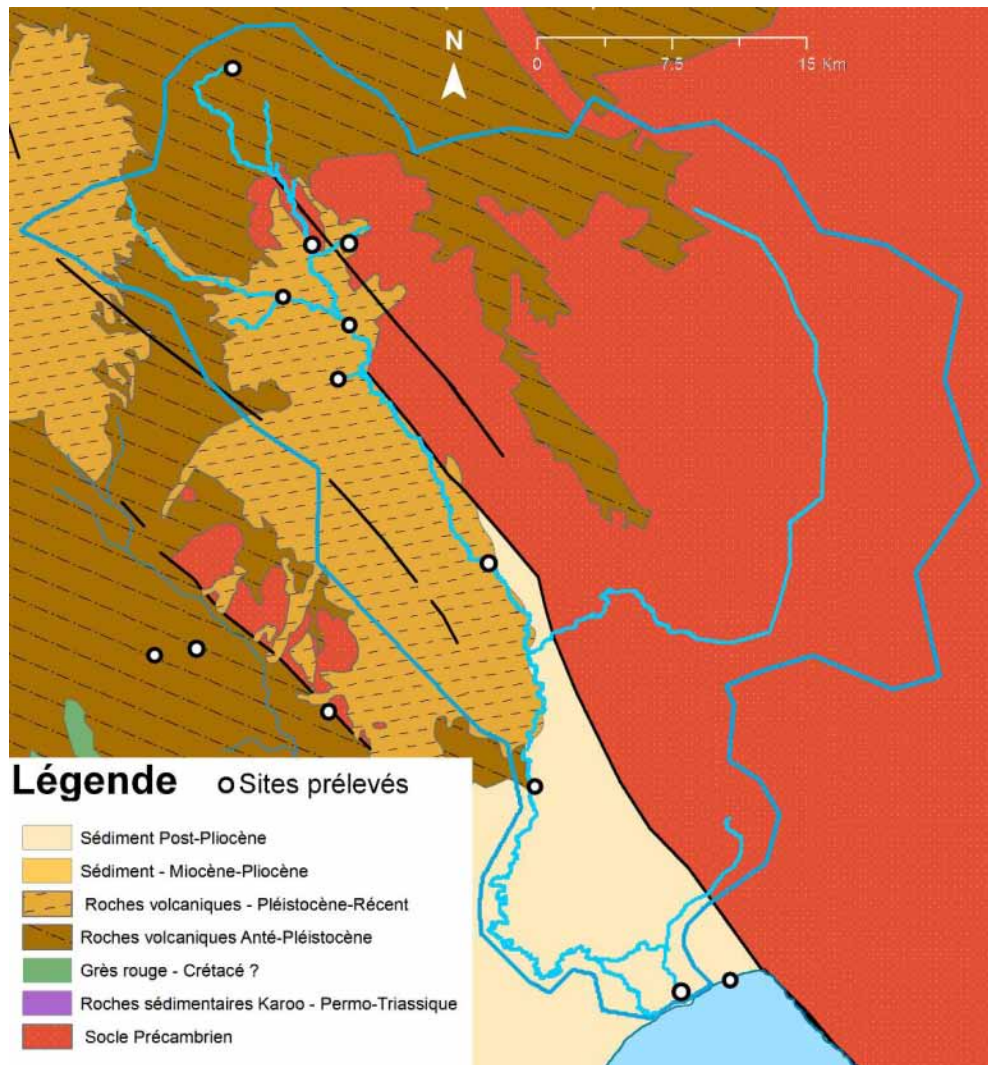 N
0 7.5 15 Km
Légende
Sites prélevés
Sédiment Post-Pliocène
Sédiment - Miocène-Pliocène
Roches volcaniques - Pléistocène-Récent
Roches volcaniques Anté-Pléistocène
Grès rouge - Crétacé ?
Roches sédimentaires Karoo - Permo-Triassique
Socle Précambrien